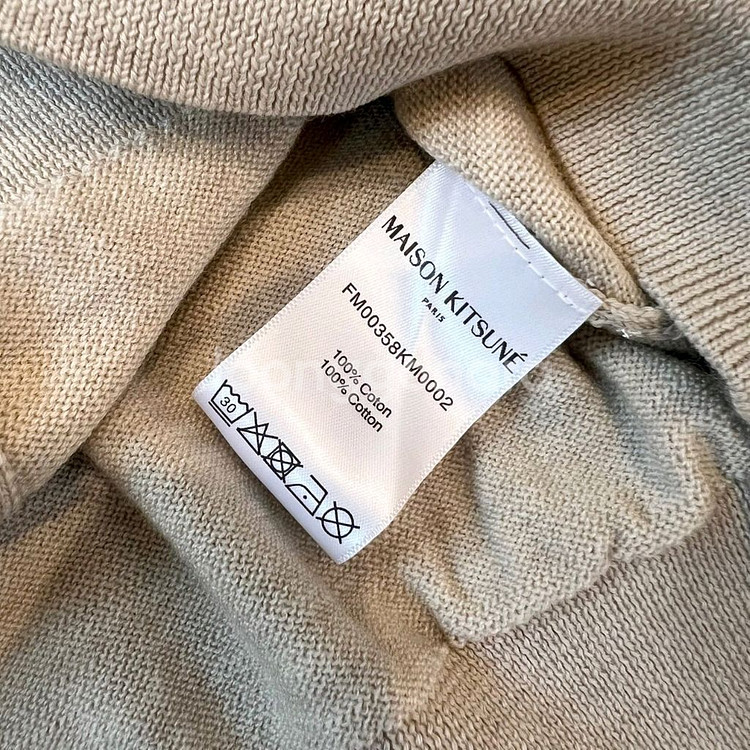 MAISON KITSUNÉ
PARIS
FM00358KM0002
100% Coton
100% Cotton
30